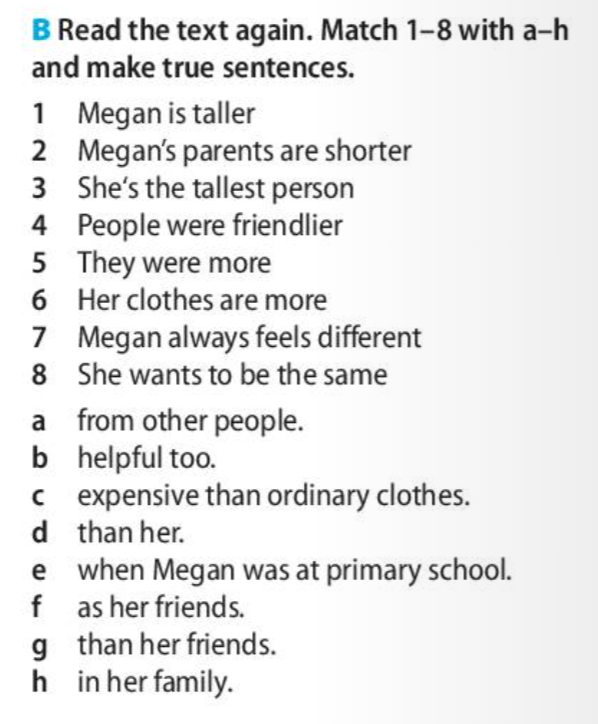 B Read the text again. Match 1–8 with a–h
and make true sentences.
1 Megan is taller
2 Megan's parents are shorter
3 She's the tallest person
4 People were friendlier
5 They were more
6 Her clothes are more
7 Megan always feels different
8 She wants to be the same
a from other people.
b helpful too.
c expensive than ordinary clothes.
d than her.
e when Megan was at primary school.
f as her friends.
g than her friends.
h in her family.